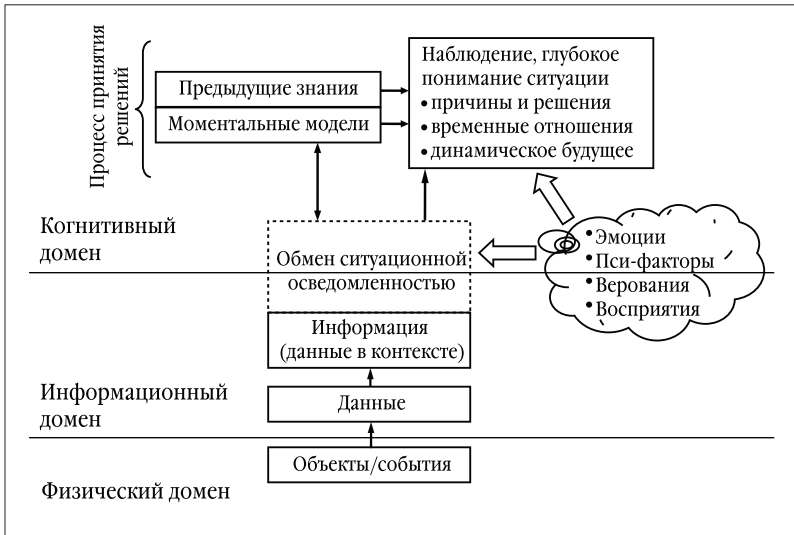 Процесс принятия
решений
Предыдущие знания
Моментальные модели
Наблюдение, глубокое
понимание ситуации
• причины и решения
• временные отношения
• динамическое будущее
Когнитивный
домен
Обмен ситуационной
осведомленностью
• Эмоции
• Пси-факторы
• Верования
• Восприятия
Информация
(данные в контексте)
Информационный
домен
Данные
Объекты/события
Физический домен